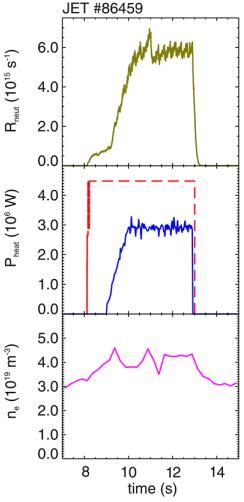 JET #86459
R_neut (10^15 s^-1)
6.0
4.0
2.0
0.0
P_heat (10^6 W)
4.0
3.0
2.0
1.0
0.0
n_e (10^19 m^-3)
5.0
4.0
3.0
2.0
1.0
0.0
8 10 12 14
time (s)